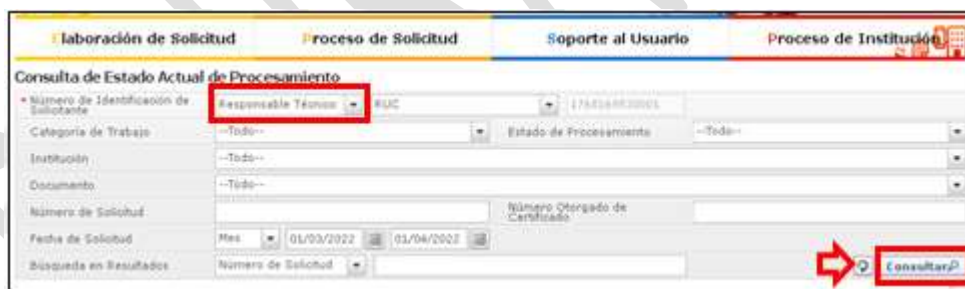 Elaboración de Solicitud Proceso de Solicitud Soporte al Usuario Proceso de Institución
Consulta de Estado Actual de Procesamiento
* Número de Identificación de Solicitante Responsable Técnico RUC
Categoría de Trabajo --Todo-- Estado de Procesamiento --Todo--
Institución --Todo--
Documento --Todo--
Número de Solicitud Número Otorgado de Certificado
Fecha de Solicitud Mes 01/03/2022 01/04/2022
Búsqueda en Resultados Número de Solicitud Consultar